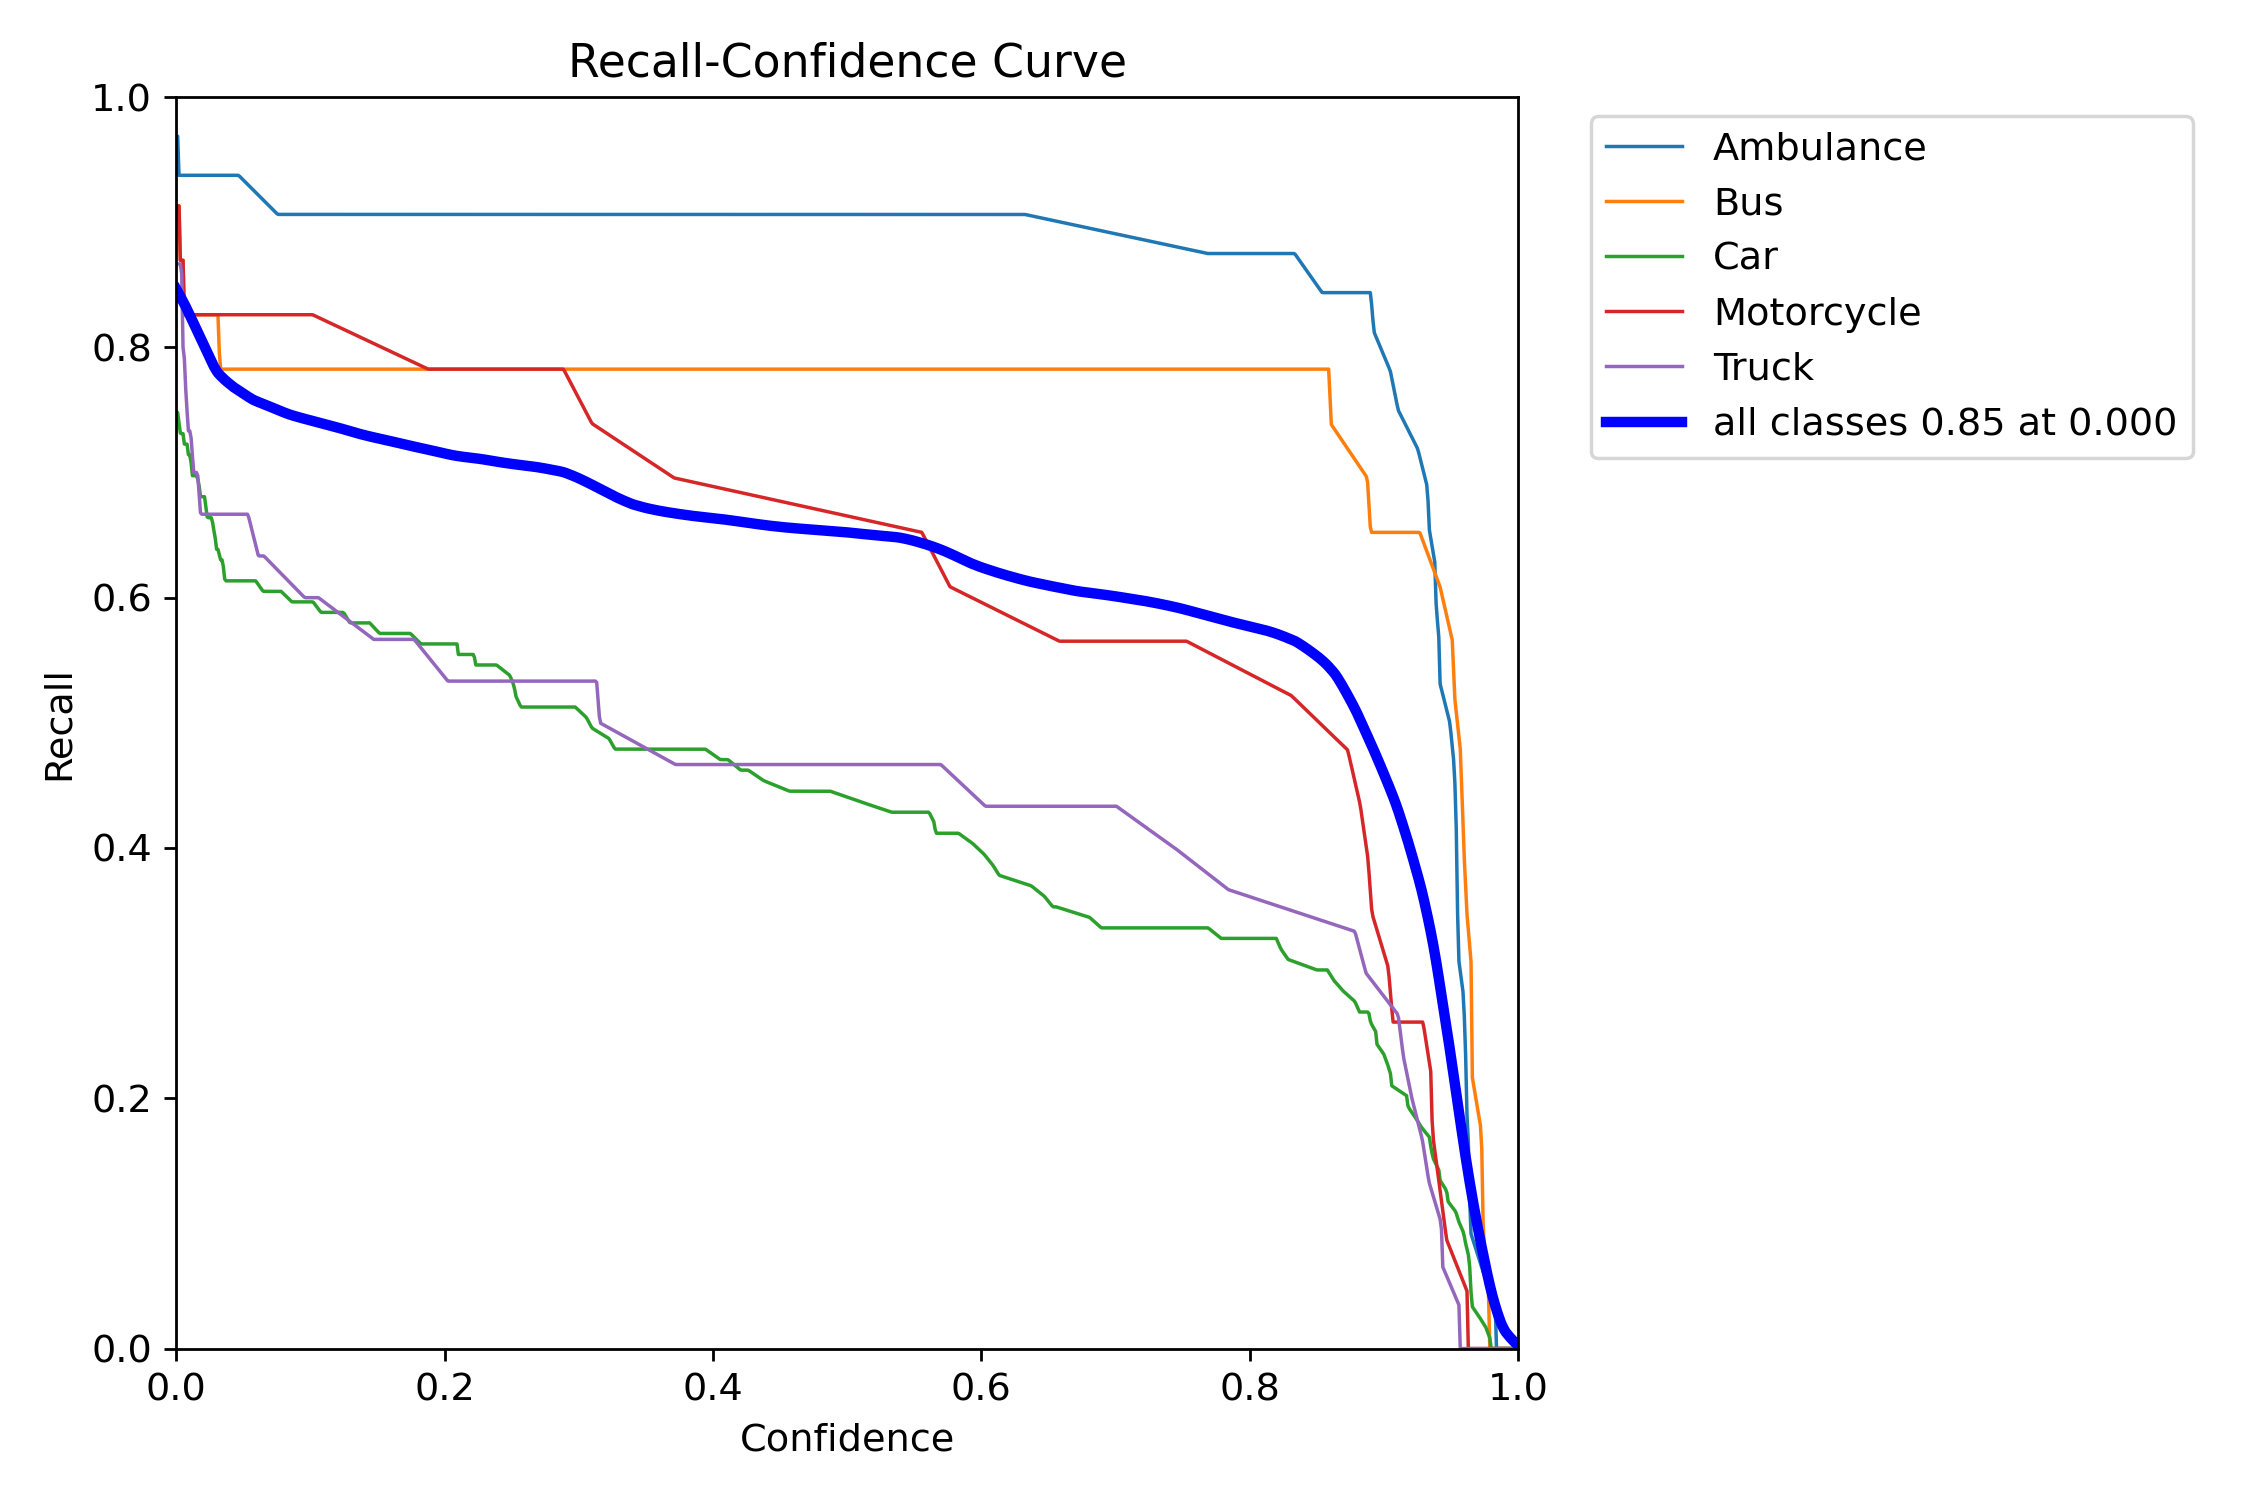 Recall-Confidence Curve
1.0
0.8
0.6
0.4
0.2
0.0
Recall
0.0 0.2 0.4 0.6 0.8 1.0
Confidence
Ambulance
Bus
Car
Motorcycle
Truck
all classes 0.85 at 0.000